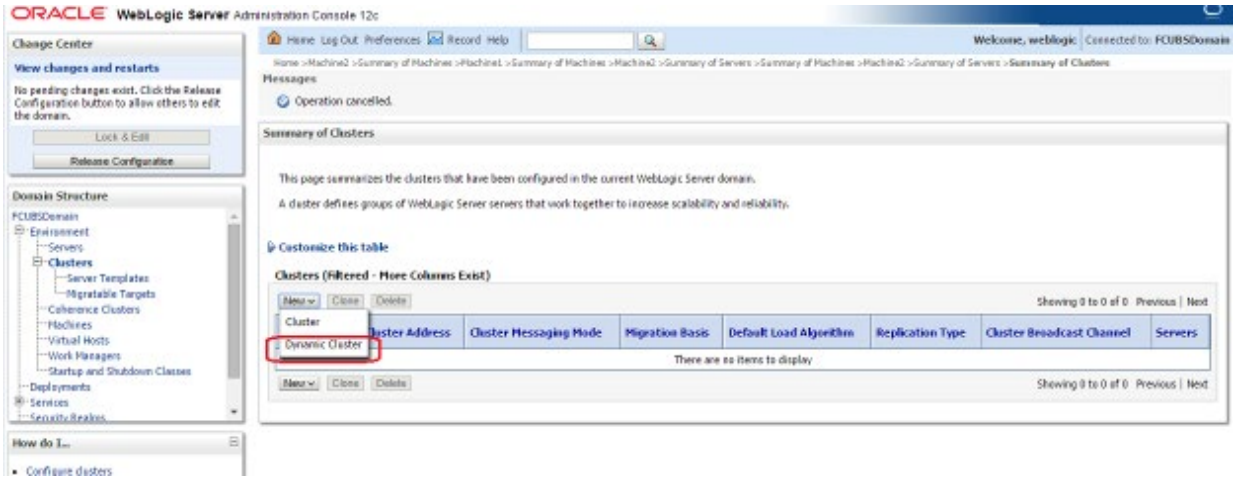 ORACLE WebLogic Server Administration Console 12c
Change Center
View changes and restarts
No pending changes exist. Click the Release
Configuration button to allow others to edit
the domain.
Lock & Edit
Release Configuration
Domain Structure
FCUBSDomain
Environment
Servers
Clusters
Server Templates
Migratable Targets
Coherence Clusters
Machines
Virtual Hosts
Work Managers
Startup and Shutdown Classes
Deployments
Services
Security Realms
How do I...
Configure clusters
Home Log Out Preferences Record Help
Welcome, weblogic Connected to: FCUBSDomain
Home >Machine2 >Summary of Machines >Machine1 >Summary of Machines >Machine2 >Summary of Servers >Summary of Machines >Machine2 >Summary of Servers >Summary of Clusters
Messages
Operation cancelled.
Summary of Clusters
This page summarizes the clusters that have been configured in the current WebLogic Server domain.
A cluster defines groups of WebLogic Server servers that work together to increase scalability and reliability.
Customize this table
Clusters (Filtered - More Columns Exist)
New Clone Delete
Showing 0 to 0 of 0 Previous | Next
Cluster
Dynamic Cluster
Cluster Address Cluster Messaging Mode Migration Basis Default Load Algorithm Replication Type Cluster Broadcast Channel Servers
There are no items to display
New Clone Delete
Showing 0 to 0 of 0 Previous | Next